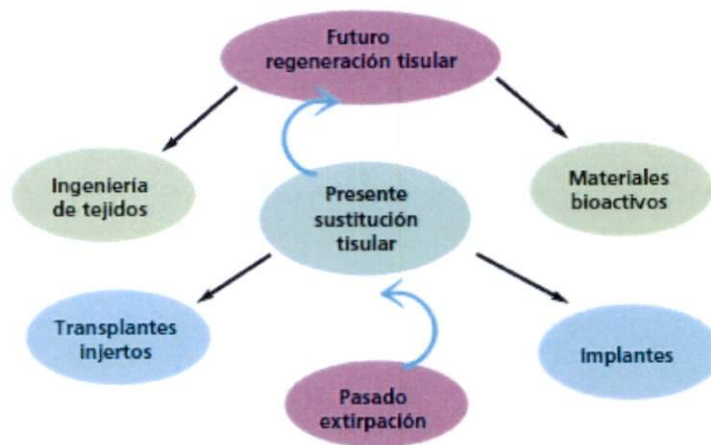 Futuro
regeneración tisular
Ingeniería
de tejidos
Materiales
bioactivos
Presente
sustitución
tisular
Transplantes
injertos
Implantes
Pasado
extirpación